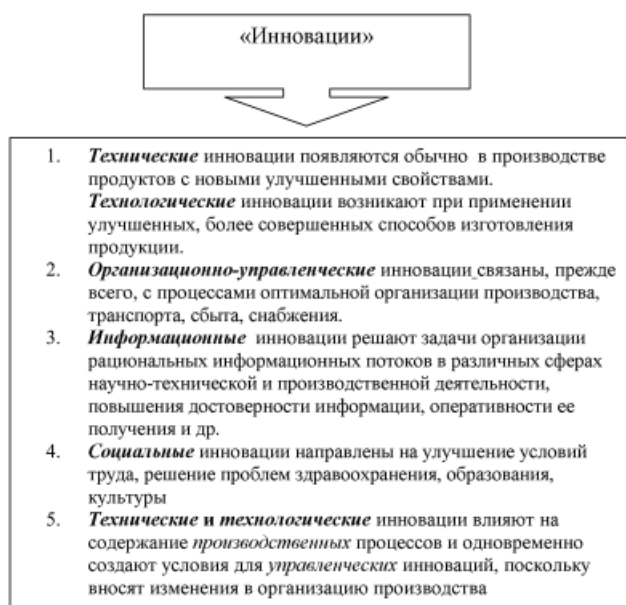 «Инновации»
1. Технические инновации появляются обычно в производстве
продуктов с новыми улучшенными свойствами.
Технологические инновации возникают при применении
улучшенных, более совершенных способов изготовления
продукции.
2. Организационно-управленческие инновации связаны, прежде
всего, с процессами оптимальной организации производства,
транспорта, сбыта, снабжения.
3. Информационные инновации решают задачи организации
рациональных информационных потоков в различных сферах
научно-технической и производственной деятельности,
повышения достоверности информации, оперативности ее
получения и др.
4. Социальные инновации направлены на улучшение условий
труда, решение проблем здравоохранения, образования,
культуры
5. Технические и технологические инновации влияют на
содержание производственных процессов и одновременно
создают условия для управленческих инноваций, поскольку
вносят изменения в организацию производства